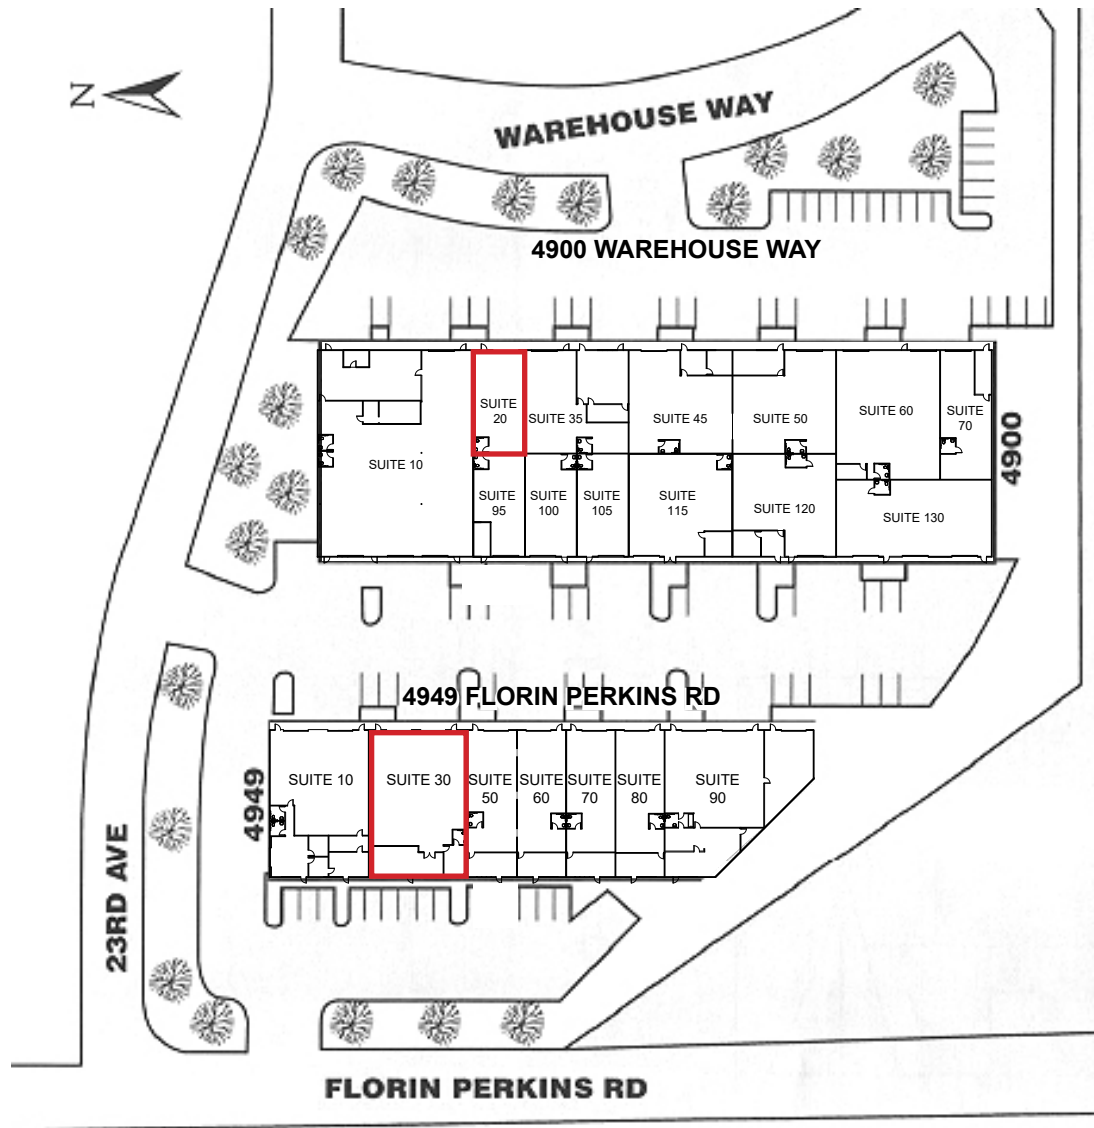 N
WAREHOUSE WAY
4900 WAREHOUSE WAY
SUITE
20
SUITE 35
SUITE 45
SUITE 50
SUITE 60
SUITE
70
SUITE 10
4900
SUITE
95
SUITE
100
SUITE
105
SUITE
115
SUITE 120
SUITE 130
4949 FLORIN PERKINS RD
4949
SUITE 10
SUITE 30
SUITE
50
SUITE
60
SUITE
70
SUITE
80
SUITE
90
23RD AVE
FLORIN PERKINS RD